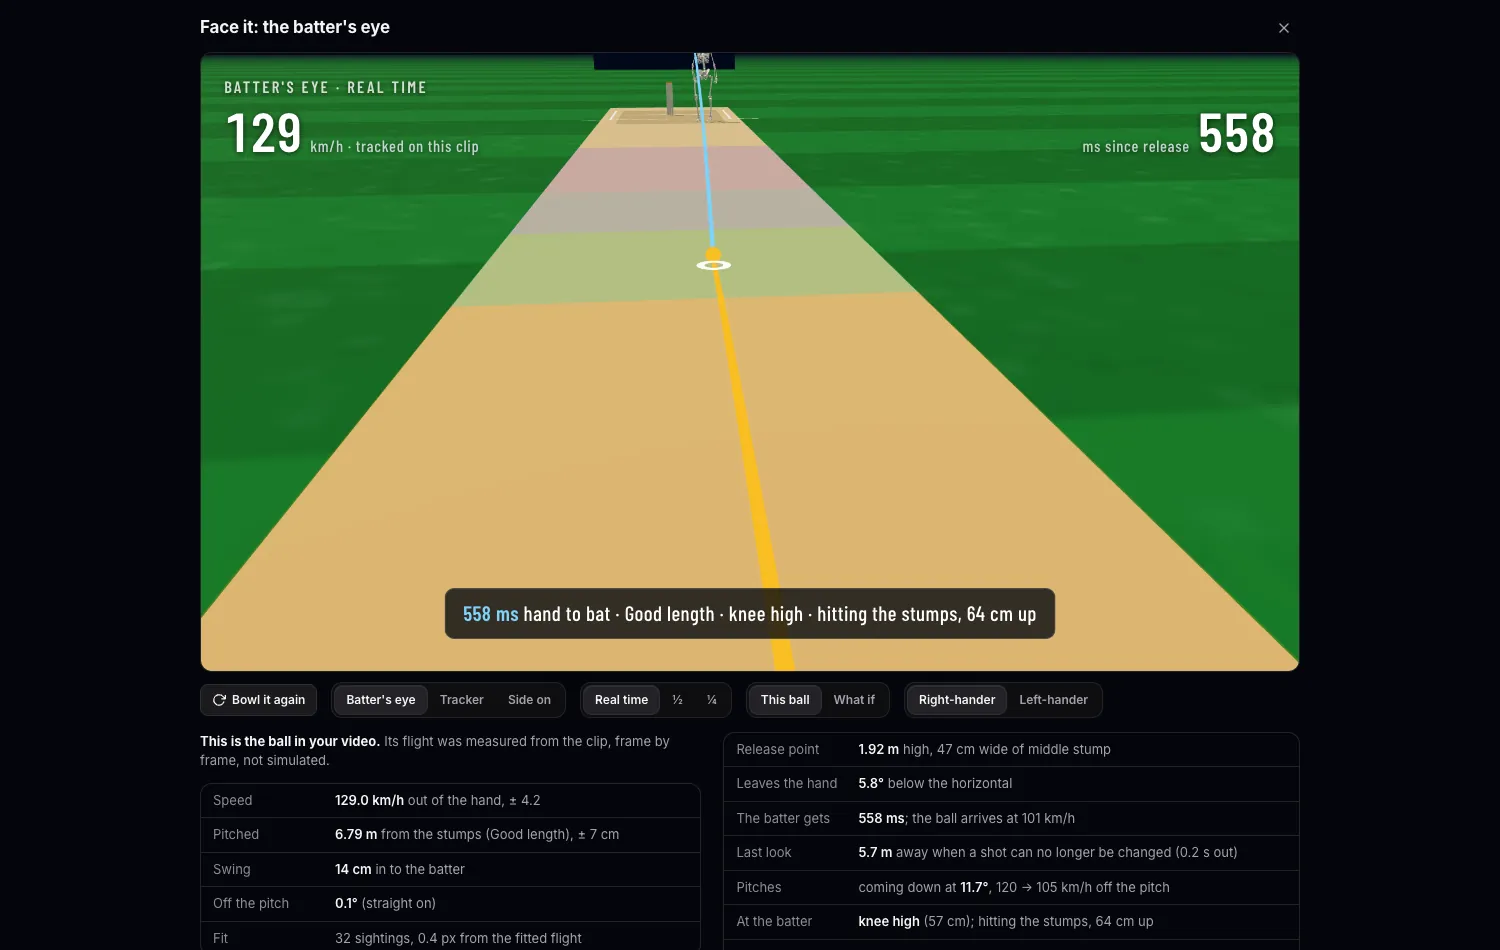 Face it: the batter's eye
BATTER'S EYE · REAL TIME
129 km/h · tracked on this clip
ms since release 558
558 ms hand to bat · Good length · knee high · hitting the stumps, 64 cm up
Bowl it again
Batter's eye Tracker Side on
Real time ½ ¼
This ball What if
Right-hander Left-hander
This is the ball in your video. Its flight was measured from the clip, frame by
frame, not simulated.
Speed 129.0 km/h out of the hand, ± 4.2
Pitched 6.79 m from the stumps (Good length), ± 7 cm
Swing 14 cm in to the batter
Off the pitch 0.1° (straight on)
Fit 32 sightings, 0.4 px from the fitted flight
Release point 1.92 m high, 47 cm wide of middle stump
Leaves the hand 5.8° below the horizontal
The batter gets 558 ms; the ball arrives at 101 km/h
Last look 5.7 m away when a shot can no longer be changed (0.2 s out)
Pitches coming down at 11.7°, 120 → 105 km/h off the pitch
At the batter knee high (57 cm); hitting the stumps, 64 cm up